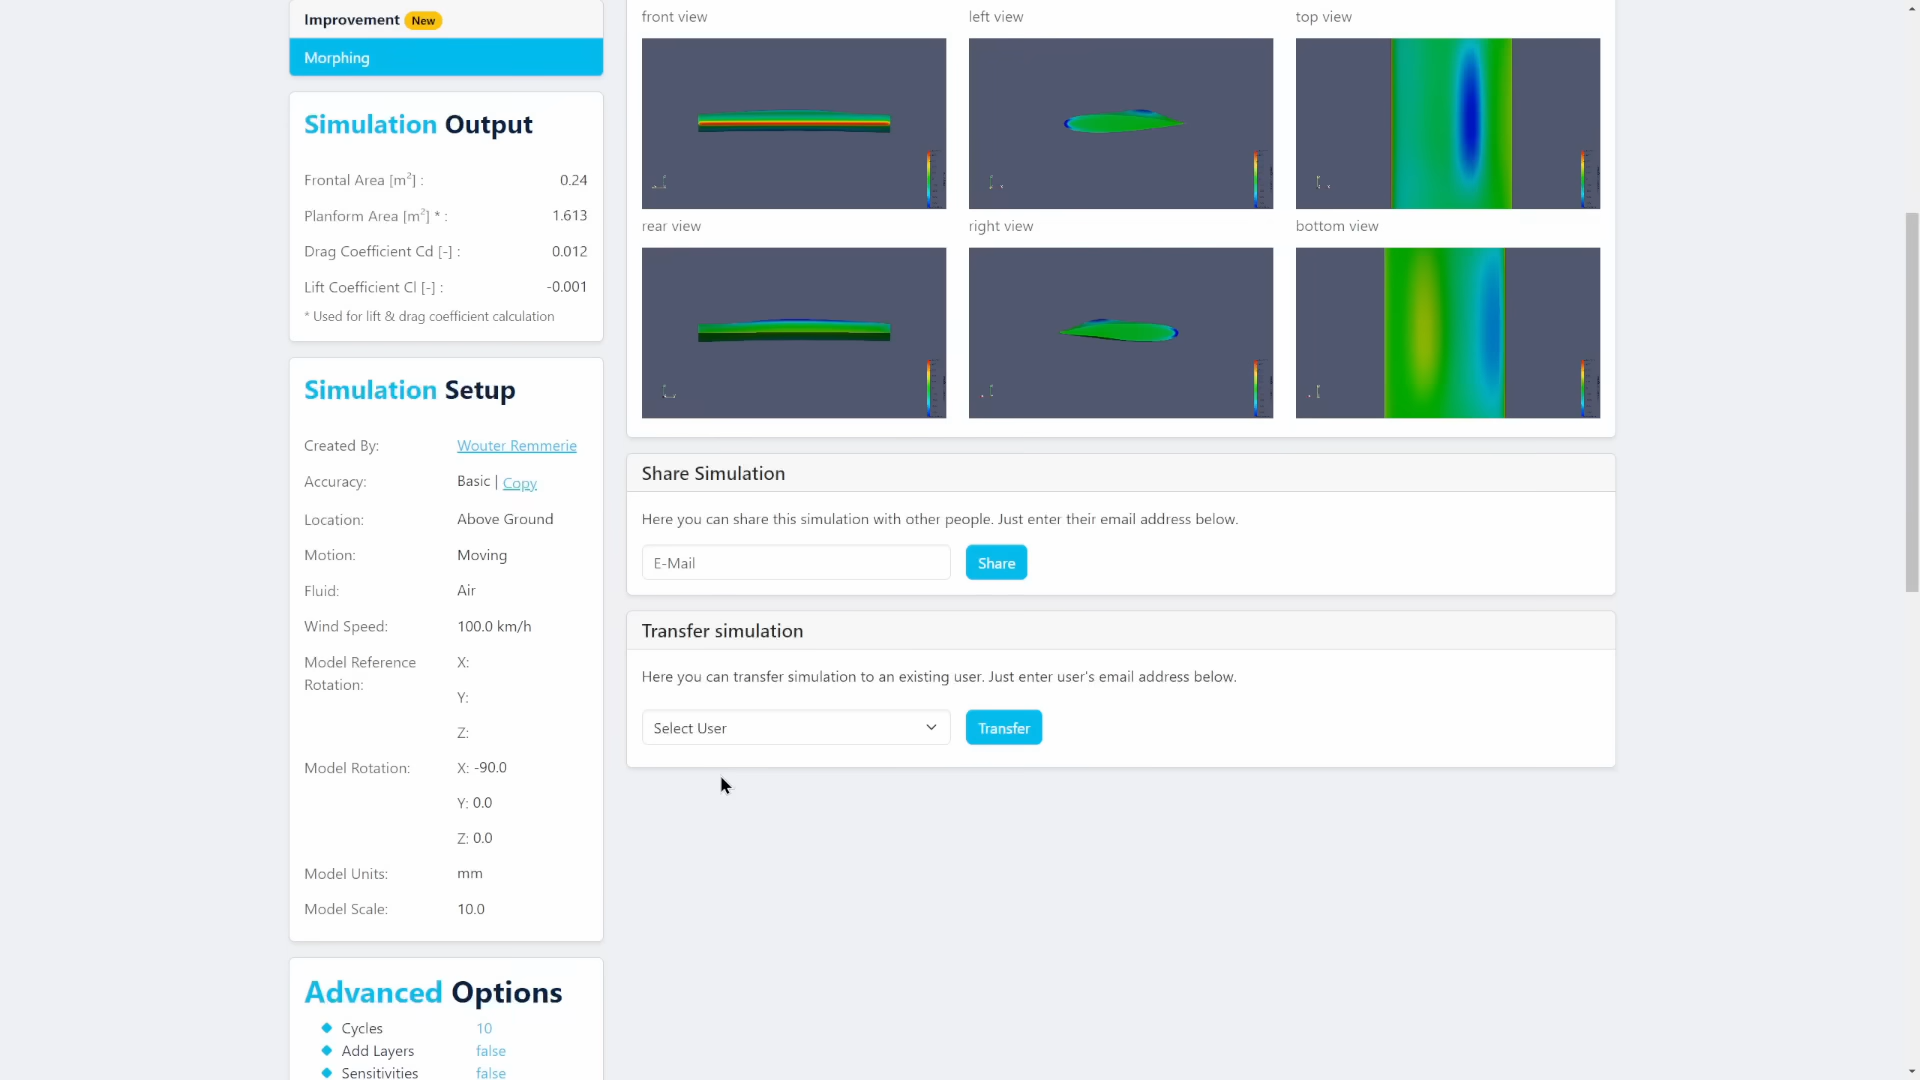 Improvement New
Morphing
Simulation Output
Frontal Area [m²] : 0.24
Planform Area [m²] * : 1.613
Drag Coefficient Cd [-] : 0.012
Lift Coefficient Cl [-] : -0.001
* Used for lift & drag coefficient calculation
Simulation Setup
Created By: Wouter Remmerie
Accuracy: Basic | Copy
Location: Above Ground
Motion: Moving
Fluid: Air
Wind Speed: 100.0 km/h
Model Reference Rotation: X:
Y:
Z:
Model Rotation: X: -90.0
Y: 0.0
Z: 0.0
Model Units: mm
Model Scale: 10.0
Advanced Options
Cycles 10
Add Layers false
Sensitivities false
front view
left view
top view
rear view
right view
bottom view
Share Simulation
Here you can share this simulation with other people. Just enter their email address below.
E-Mail
Share
Transfer simulation
Here you can transfer simulation to an existing user. Just enter user's email address below.
Select User
Transfer